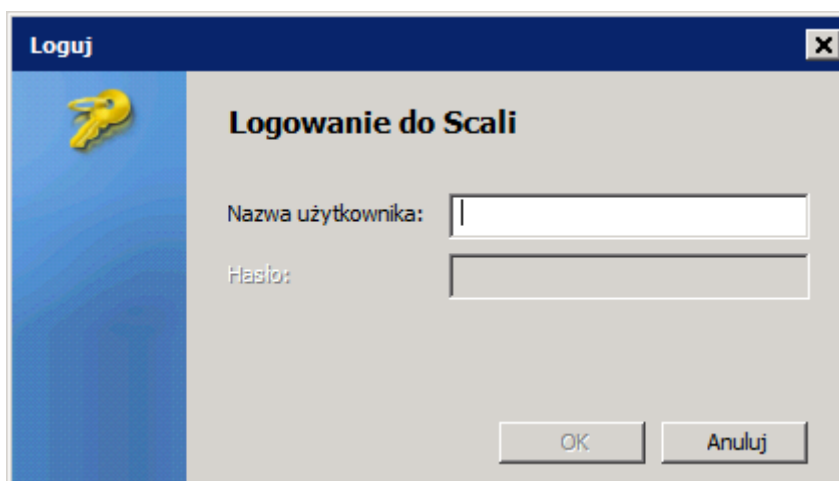 Loguj
Logowanie do Scali
Nazwa użytkownika:
Hasło:
OK Anuluj